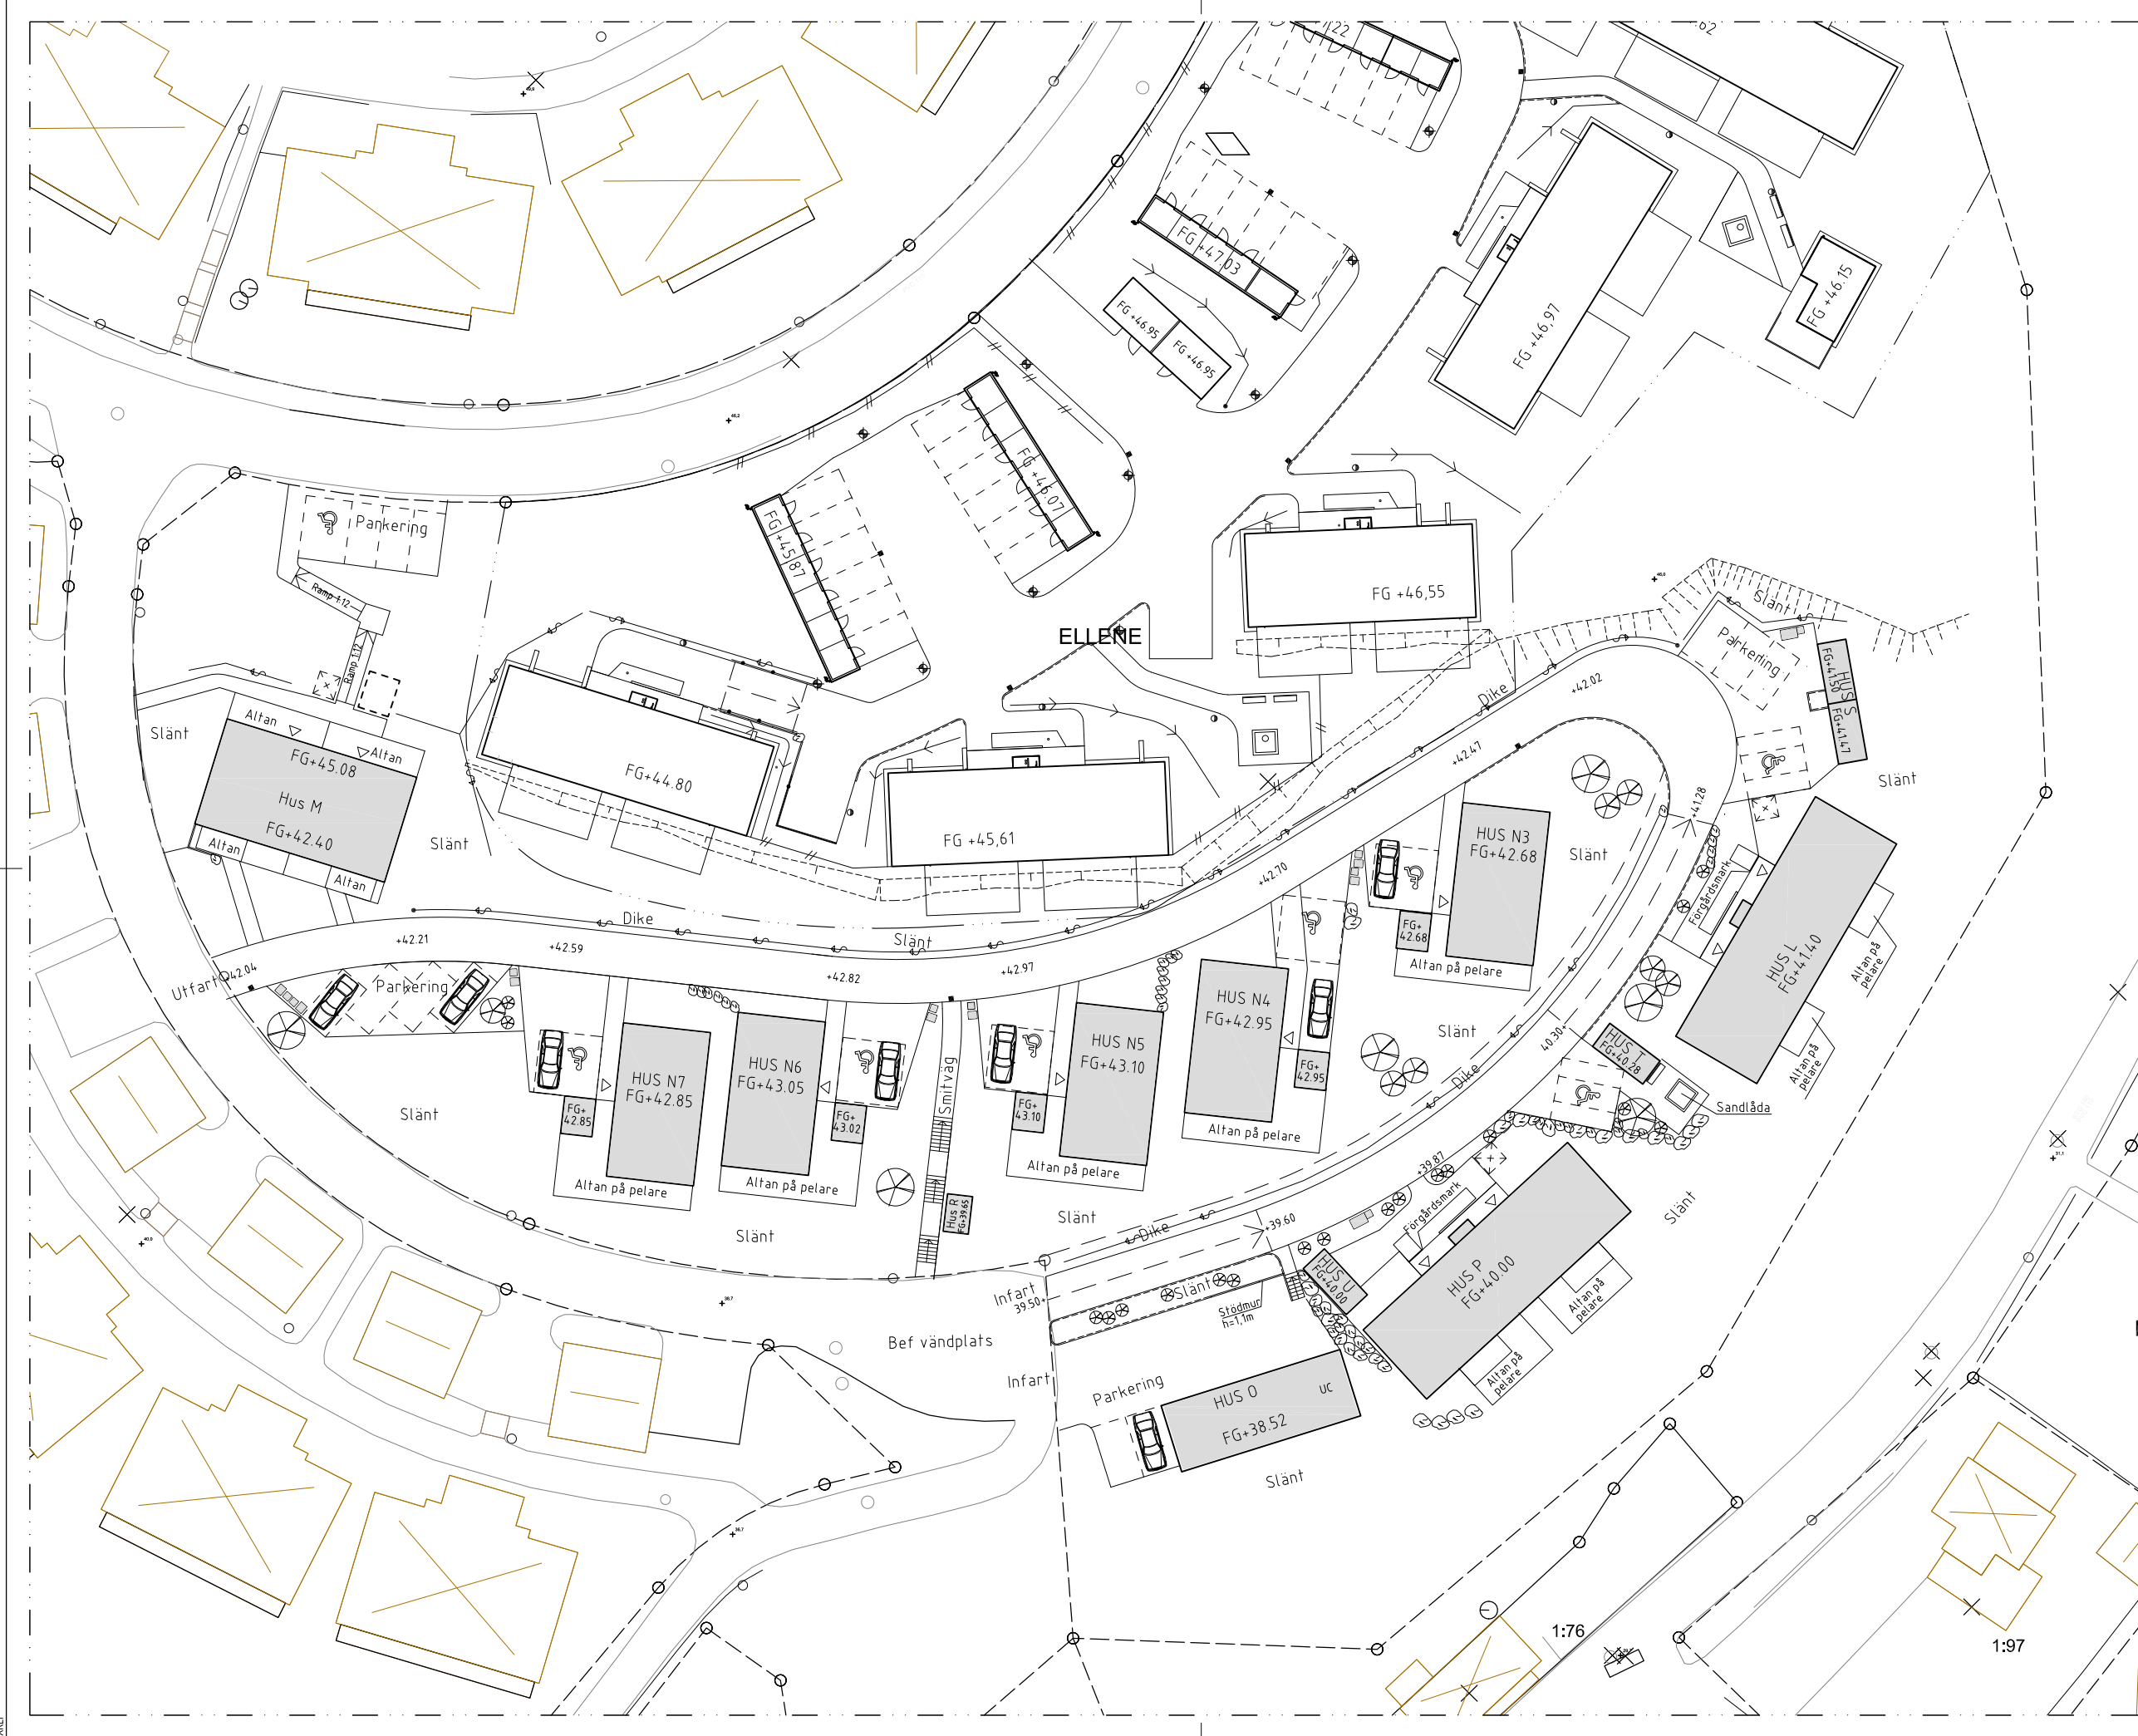 FG +47.03
FG +46.95
FG +46.95
FG +46,97
FG +46.15
FG +46.07
FG +45.87
Parkering
Ramp 1:12
Ramp 1:12
ELLENE
FG +46,55
Slänt
Parkering
FG+41.50
HUS S
FG+41.47
Slänt
Dike
+42.02
+42.47
+41.28
Slänt
Altan
Altan
FG+45.08
Hus M
FG+42.40
Altan
Altan
Slänt
FG+44.80
FG +45,61
+42.70
HUS N3
FG+42.68
Slänt
FG+
42.68
Altan på pelare
Förgårdsmark
HUS L
FG+41.40
Altan på
pelare
Altan på
pelare
Dike
Slänt
+42.21
+42.59
+42.82
+42.97
Utfart
+42.04
Parkering
HUS N4
FG+42.95
FG+
42.95
Altan på pelare
Slänt
Dike
40.30+
HUS T
FG+40.28
Sandlåda
HUS N7
FG+42.85
FG+
42.85
Altan på pelare
HUS N6
FG+43.05
FG+
43.02
Altan på pelare
Smitväg
HUS N5
FG+43.10
FG+
43.10
Altan på pelare
Slänt
Slänt
Hus R
FG+39.65
Slänt
Dike
+39.60
+39.87
Förgårdsmark
HUS P
FG+40.00
Altan på
pelare
Altan på
pelare
Slänt
HUS U
FG+40.00
Infart
39.50+
Slänt
Stödmur
h=1,1m
Bef vändplats
Infart
Parkering
HUS O
UC
FG+38.52
Slänt
1:76
1:97